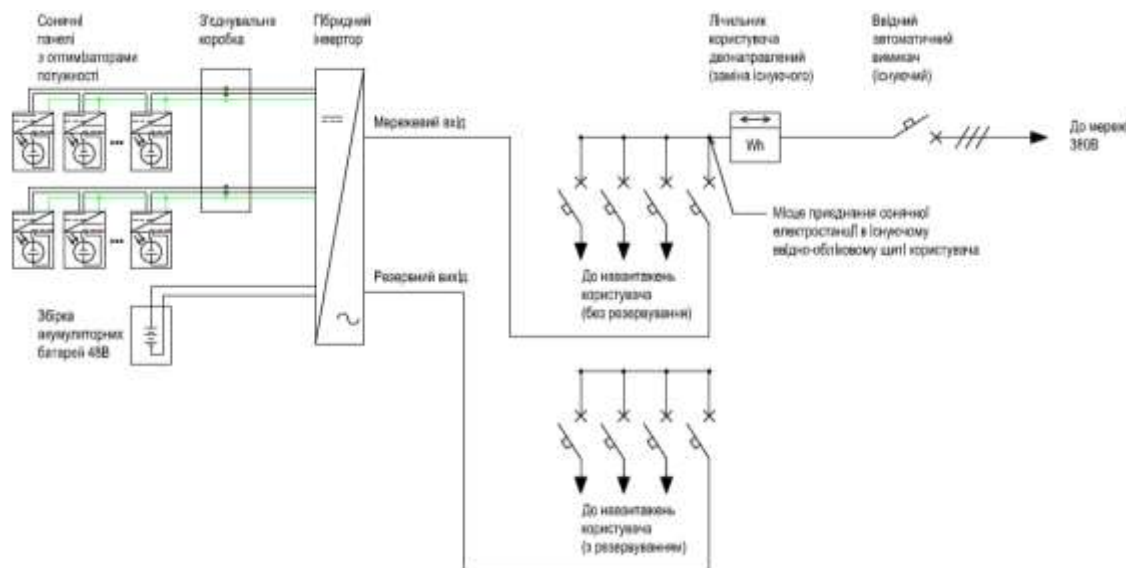 Сонячні
панелі
з оптимізаторами
потужності
З'єднувальна
коробка
Гібридний
інвертор
Лічильник
користувача
двонаправлений
(заміна існуючого)
Ввідний
автоматичний
вимикач
(існуючий)
Мережевий вхід
Wh
До мережі
380В
Місце приєднання сонячної
електростанції в існуючому
ввідно-обліковому щиті користувача
До навантажень
користувача
(без резервування)
Резервний вихід
Збірка
акумуляторних
батарей 48В
До навантажень
користувача
(з резервуванням)